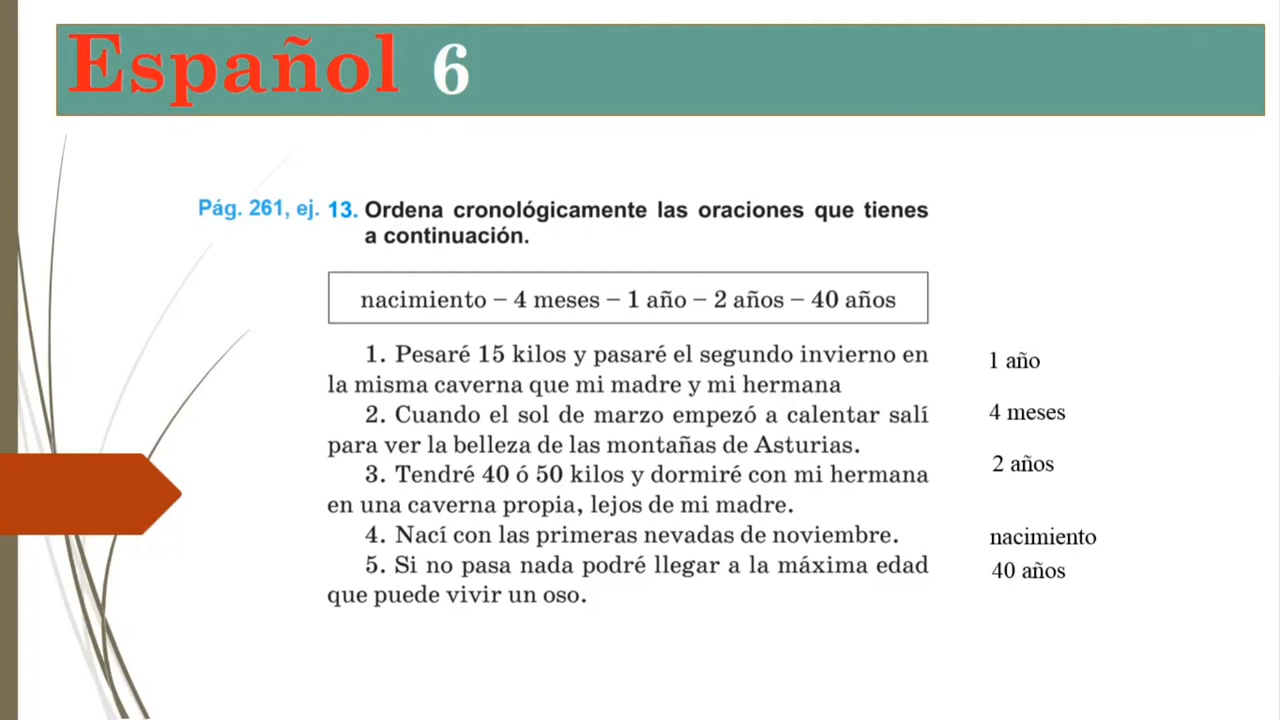 Español 6
Pág. 261, ej. 13. Ordena cronológicamente las oraciones que tienes
a continuación.
nacimiento – 4 meses – 1 año – 2 años – 40 años
1. Pesaré 15 kilos y pasaré el segundo invierno en
la misma caverna que mi madre y mi hermana
1 año
2. Cuando el sol de marzo empezó a calentar salí
para ver la belleza de las montañas de Asturias.
4 meses
3. Tendré 40 ó 50 kilos y dormiré con mi hermana
en una caverna propia, lejos de mi madre.
2 años
4. Nací con las primeras nevadas de noviembre.
nacimiento
5. Si no pasa nada podré llegar a la máxima edad
que puede vivir un oso.
40 años